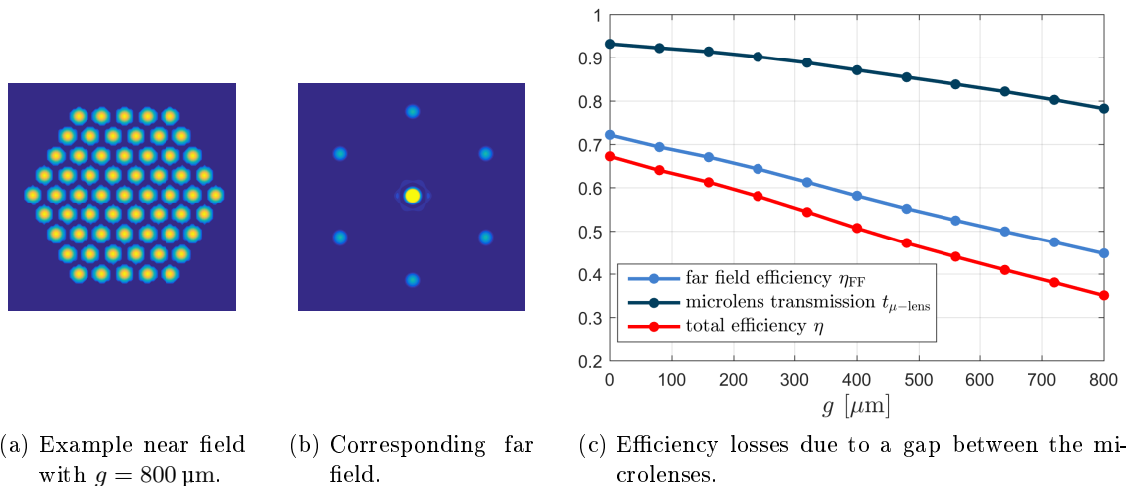 1
0.9
0.8
0.7
0.6
0.5
0.4
0.3
0.2
far field efficiency ηFF
microlens transmission tμ−lens
total efficiency η
0 100 200 300 400 500 600 700 800
g [μm]
(a) Example near field
with g = 800 μm.
(b) Corresponding far
field.
(c) Efficiency losses due to a gap between the mi-
crolenses.